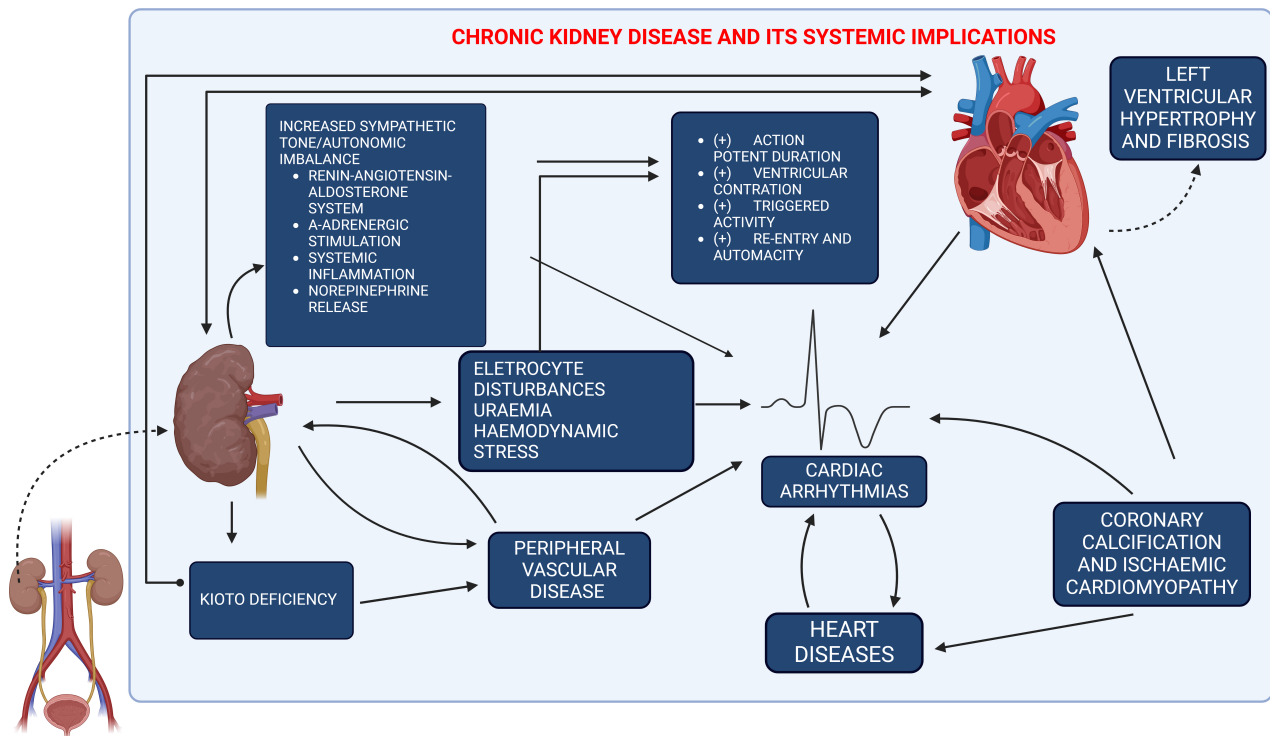 CHRONIC KIDNEY DISEASE AND ITS SYSTEMIC IMPLICATIONS
LEFT
VENTRICULAR
HYPERTROPHY
AND FIBROSIS
INCREASED SYMPATHETIC
TONE/AUTONOMIC
IMBALANCE
• RENIN-ANGIOTENSIN-
ALDOSTERONE
SYSTEM
• A-ADRENERGIC
STIMULATION
• SYSTEMIC
INFLAMMATION
• NOREPINEPHRINE
RELEASE
• (+) ACTION
POTENT DURATION
• (+) VENTRICULAR
CONTRATION
• (+) TRIGGERED
ACTIVITY
• (+) RE-ENTRY AND
AUTOMACITY
ELETROCYTE
DISTURBANCES
URAEMIA
HAEMODYNAMIC
STRESS
CARDIAC
ARRHYTHMIAS
CORONARY
CALCIFICATION
AND ISCHAEMIC
CARDIOMYOPATHY
PERIPHERAL
VASCULAR
DISEASE
KIOTO DEFICIENCY
HEART
DISEASES